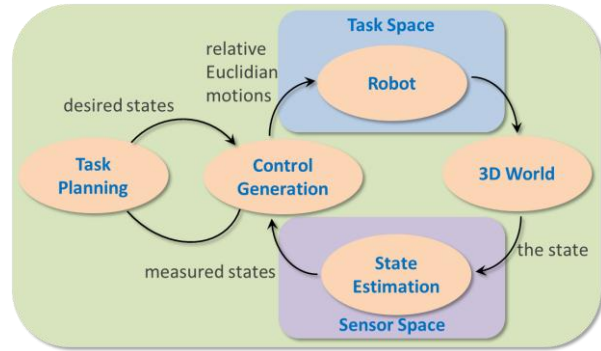 relative
Euclidian
motions
Task Space
Robot
desired states
Task
Planning
Control
Generation
3D World
measured states
State
Estimation
the state
Sensor Space